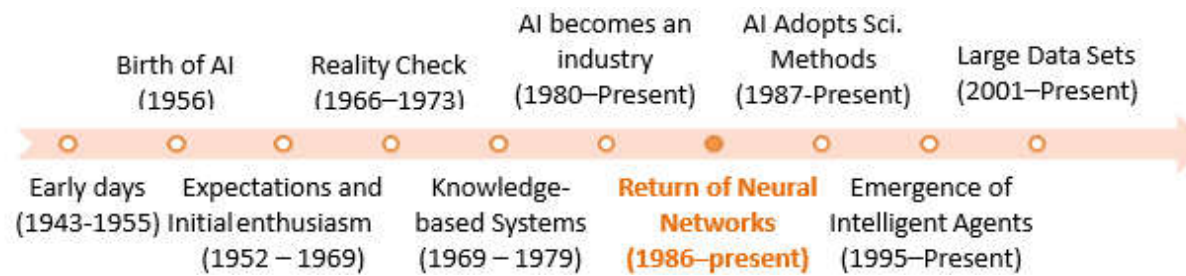 Early days
(1943-1955)
Birth of AI
(1956)
Expectations and
Initial enthusiasm
(1952 – 1969)
Reality Check
(1966–1973)
Knowledge-
based Systems
(1969 – 1979)
AI becomes an
industry
(1980–Present)
Return of Neural
Networks
(1986–present)
AI Adopts Sci.
Methods
(1987-Present)
Emergence of
Intelligent Agents
(1995–Present)
Large Data Sets
(2001–Present)